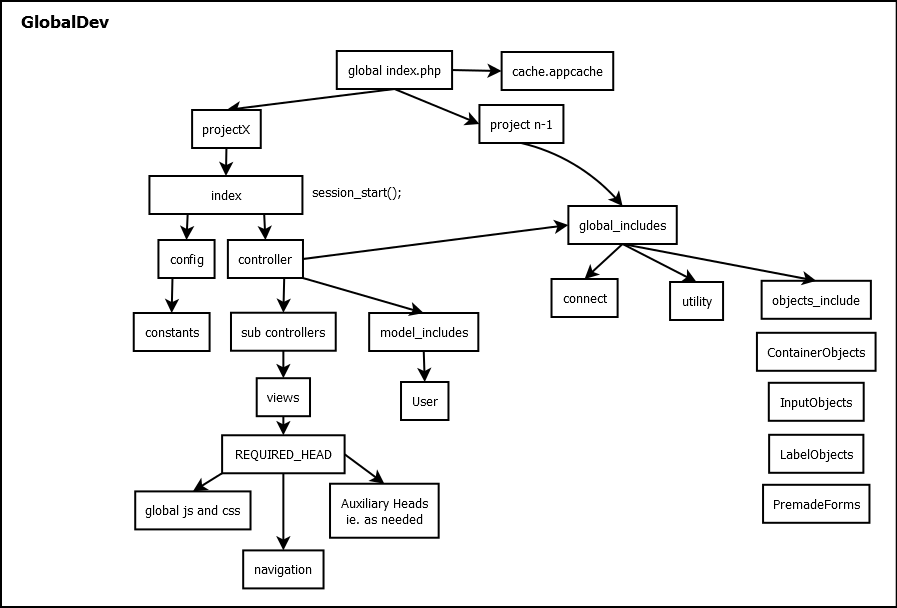 GlobalDev
global index.php
cache.appcache
projectX
project n-1
index
session_start();
global_includes
config
controller
connect
utility
objects_include
constants
sub controllers
model_includes
ContainerObjects
views
User
InputObjects
REQUIRED_HEAD
LabelObjects
global js and css
Auxiliary Heads
ie. as needed
PremadeForms
navigation